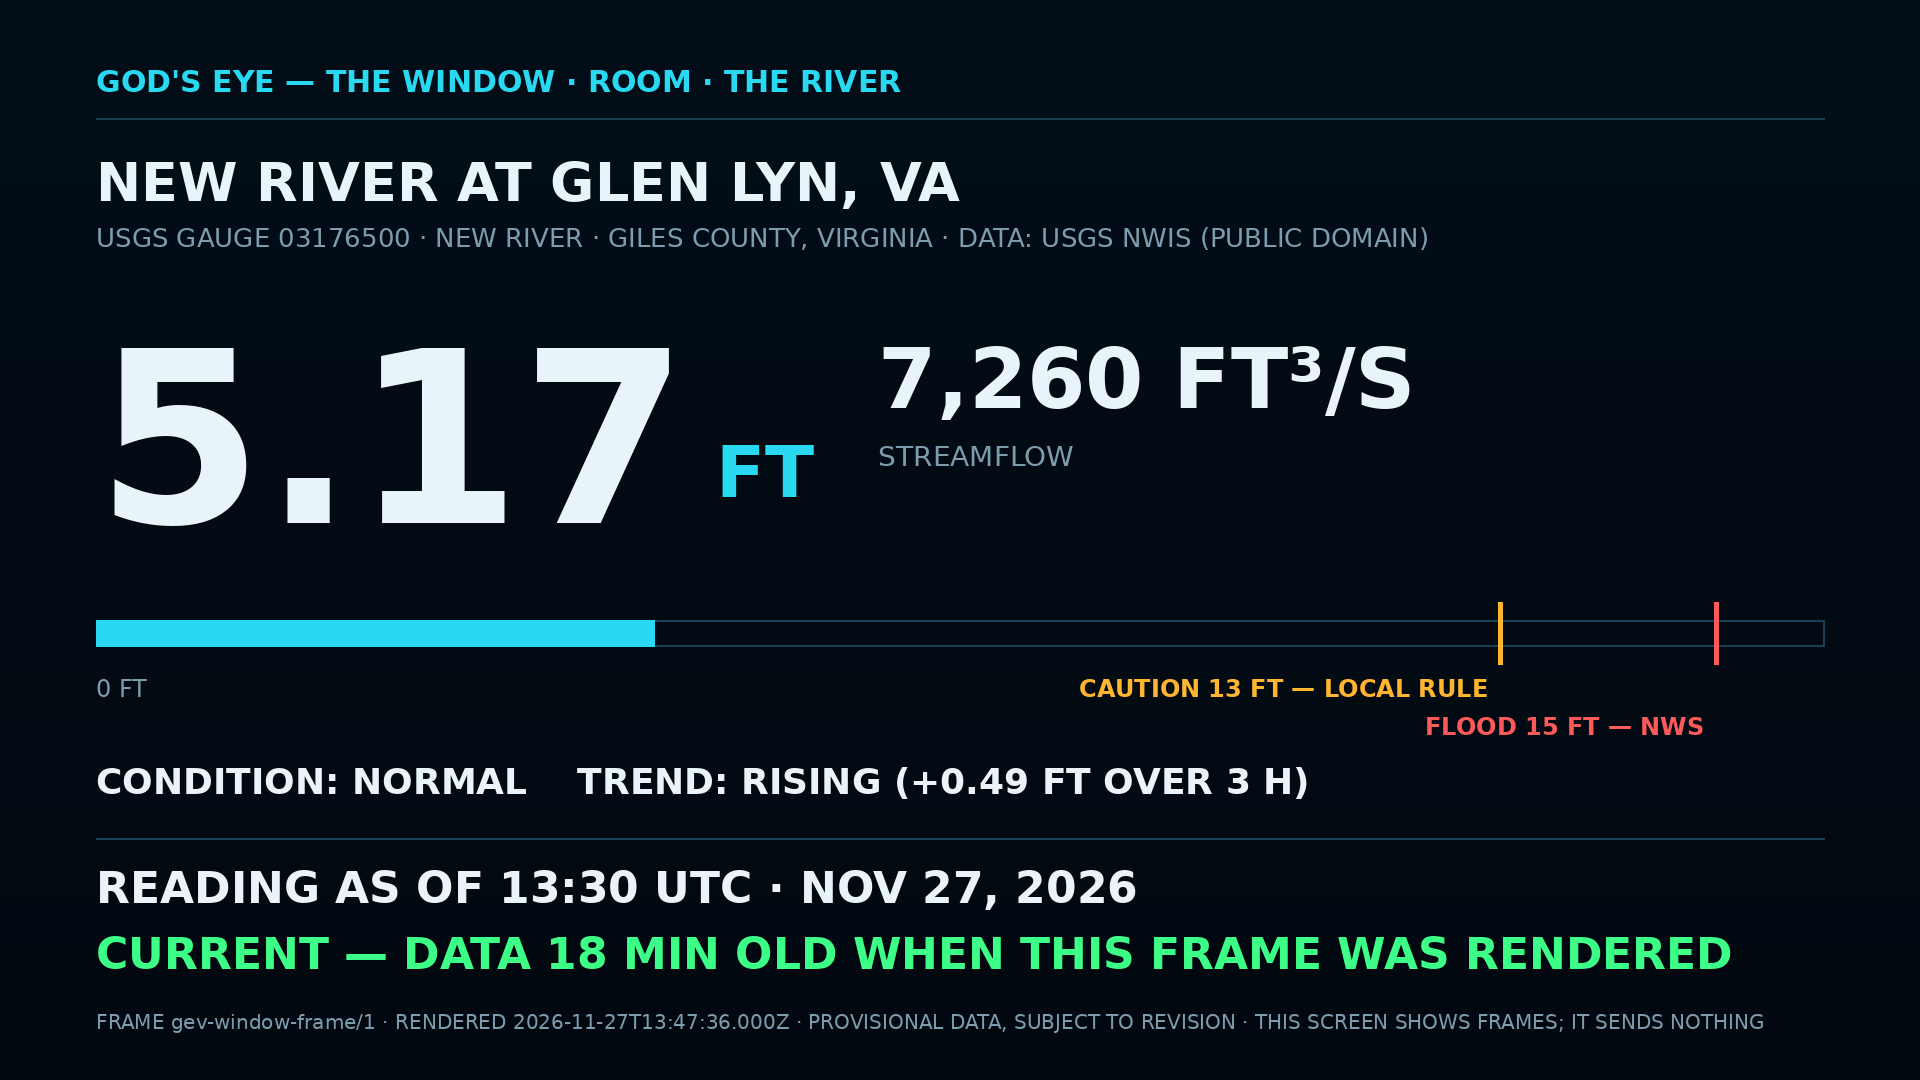 GOD'S EYE — THE WINDOW · ROOM · THE RIVER
NEW RIVER AT GLEN LYN, VA
USGS GAUGE 03176500 · NEW RIVER · GILES COUNTY, VIRGINIA · DATA: USGS NWIS (PUBLIC DOMAIN)
5.17 FT
7,260 FT³/S
STREAMFLOW
0 FT
CAUTION 13 FT — LOCAL RULE
FLOOD 15 FT — NWS
CONDITION: NORMAL TREND: RISING (+0.49 FT OVER 3 H)
READING AS OF 13:30 UTC · NOV 27, 2026
CURRENT — DATA 18 MIN OLD WHEN THIS FRAME WAS RENDERED
FRAME gev-window-frame/1 · RENDERED 2026-11-27T13:47:36.000Z · PROVISIONAL DATA, SUBJECT TO REVISION · THIS SCREEN SHOWS FRAMES; IT SENDS NOTHING